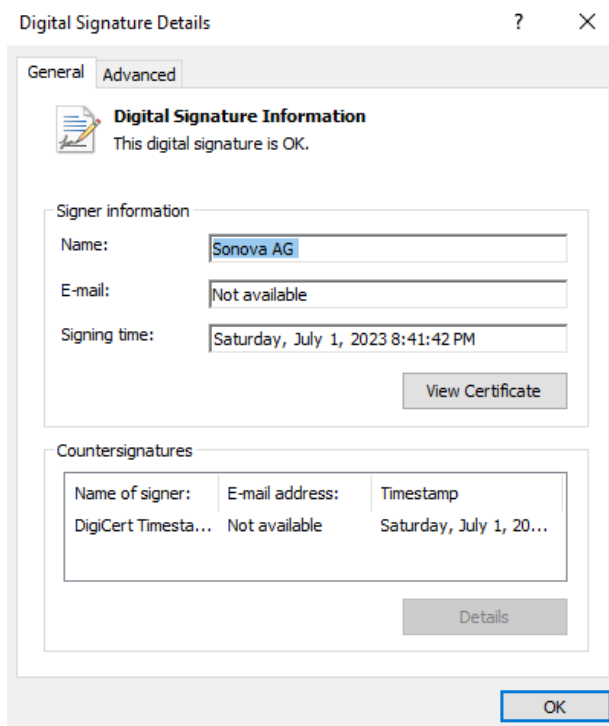 Digital Signature Details ? ×
General Advanced
Digital Signature Information
This digital signature is OK.
Signer information
Name: Sonova AG
E-mail: Not available
Signing time: Saturday, July 1, 2023 8:41:42 PM
View Certificate
Countersignatures
Name of signer: E-mail address: Timestamp
DigiCert Timesta... Not available Saturday, July 1, 20...
Details
OK